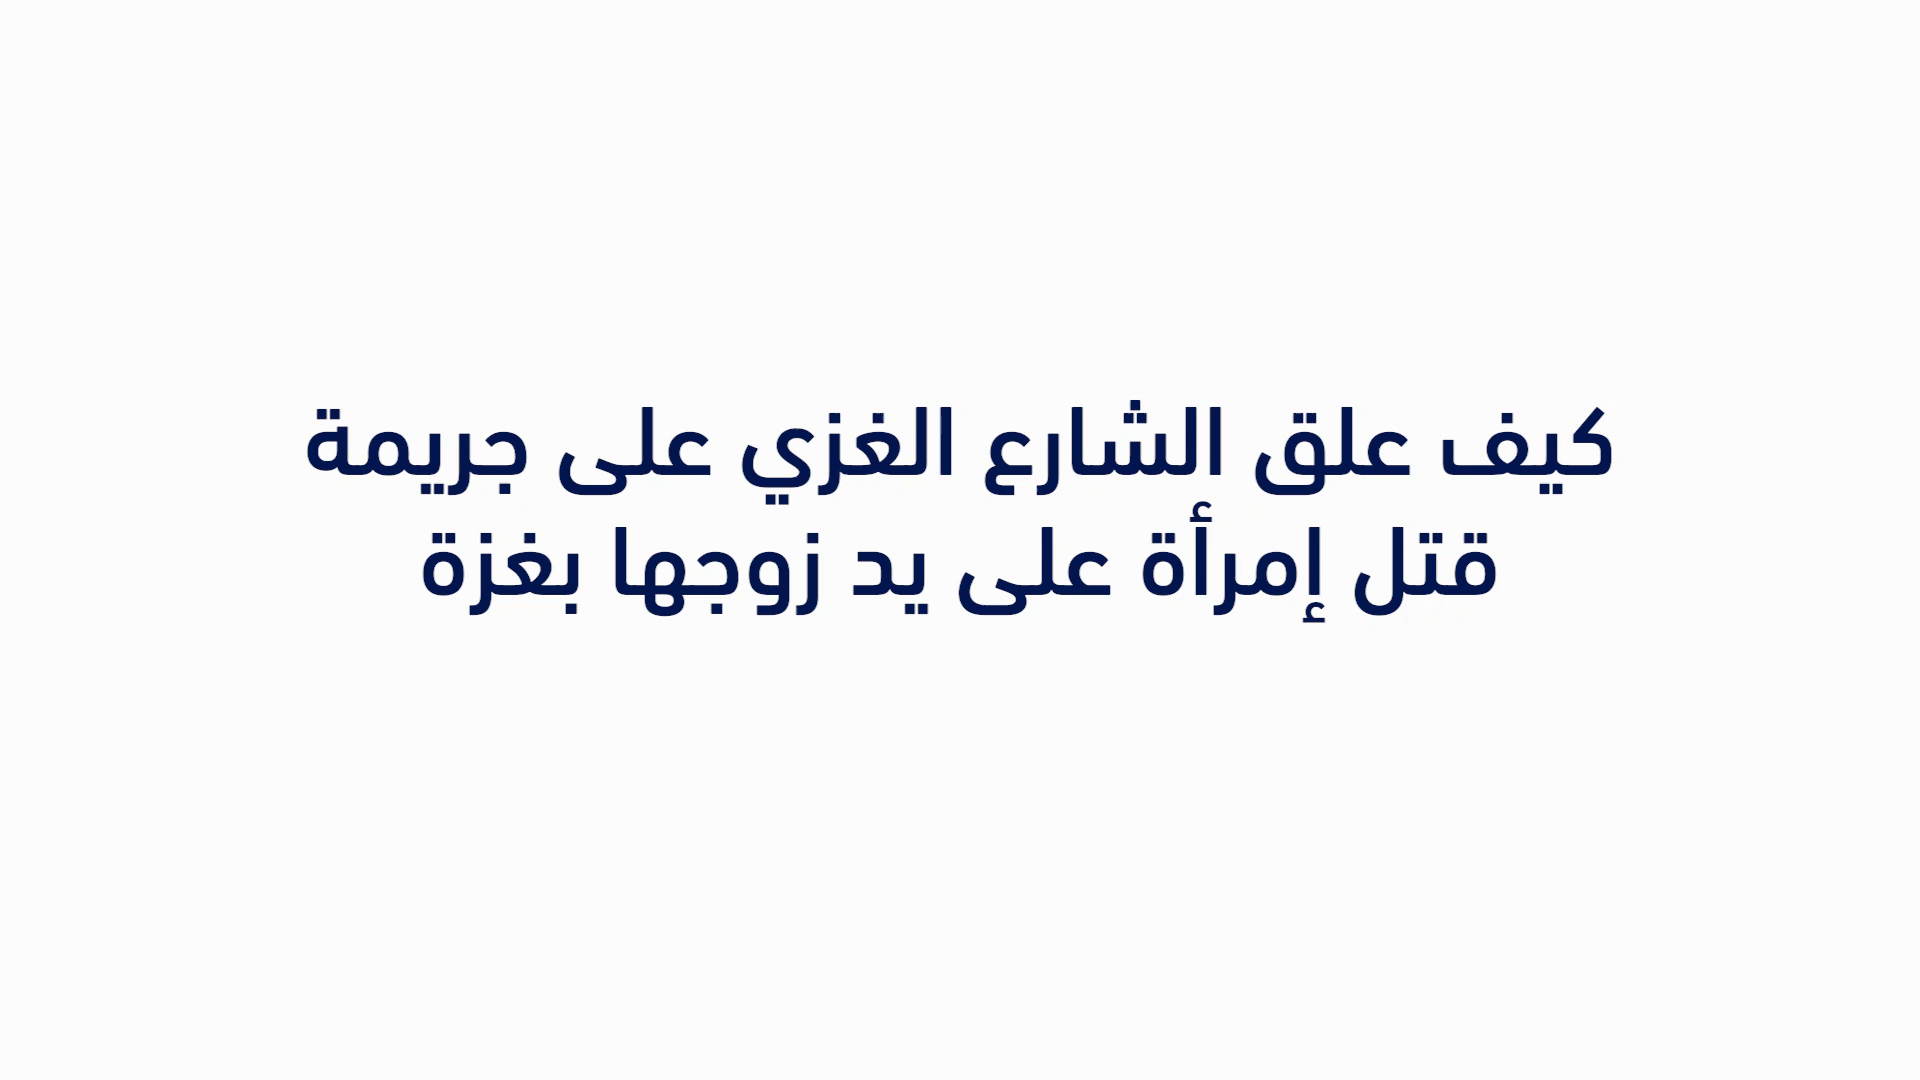 كيف علق الشارع الغزي على جريمة
قتل إمرأة على يد زوجها بغزة